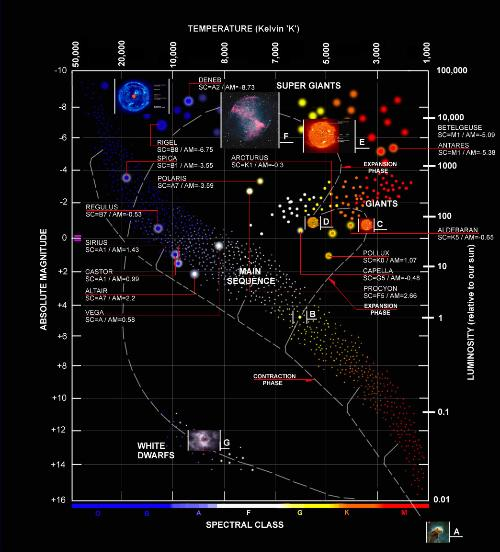 TEMPERATURE (Kelvin 'K')
50,000
20,000
10,000
8,000
5,000
3,000
1,000
-10
-8
-6
-4
-2
0
+2
+4
+6
+8
+10
+12
+14
+16
ABSOLUTE MAGNITUDE
DENEB
SC=A2 / AM=-8.73
SUPER GIANTS
100,000
10,000
BETELGEUSE
SC=M1 / AM=-5.09
ANTARES
SC=M1 / AM=-5.38
RIGEL
SC=B8 / AM=-6.75
SPICA
SC=B1 / AM=-3.55
F
E
ARCTURUS
SC=K1 / AM=-0.3
EXPANSION
PHASE
1000
POLARIS
SC=A7 / AM=-3.59
REGULUS
SC=B7 / AM=-0.53
GIANTS
100
D
C
ALDEBARAN
SC=K5 / AM=-0.65
SIRIUS
SC=A1 / AM=1.43
POLLUX
SC=K0 / AM=1.07
CASTOR
SC=A1 / AM=0.99
MAIN
SEQUENCE
CAPELLA
SC=G5 / AM=-0.48
10
ALTAIR
SC=A7 / AM=2.2
PROCYON
SC=F5 / AM=2.66
VEGA
SC=A / AM=0.58
EXPANSION
PHASE
B
1
CONTRACTION
PHASE
0.1
WHITE
DWARFS
G
0.01
LUMINOSITY (relative to our sun)
O
B
A
F
G
K
M
SPECTRAL CLASS
A